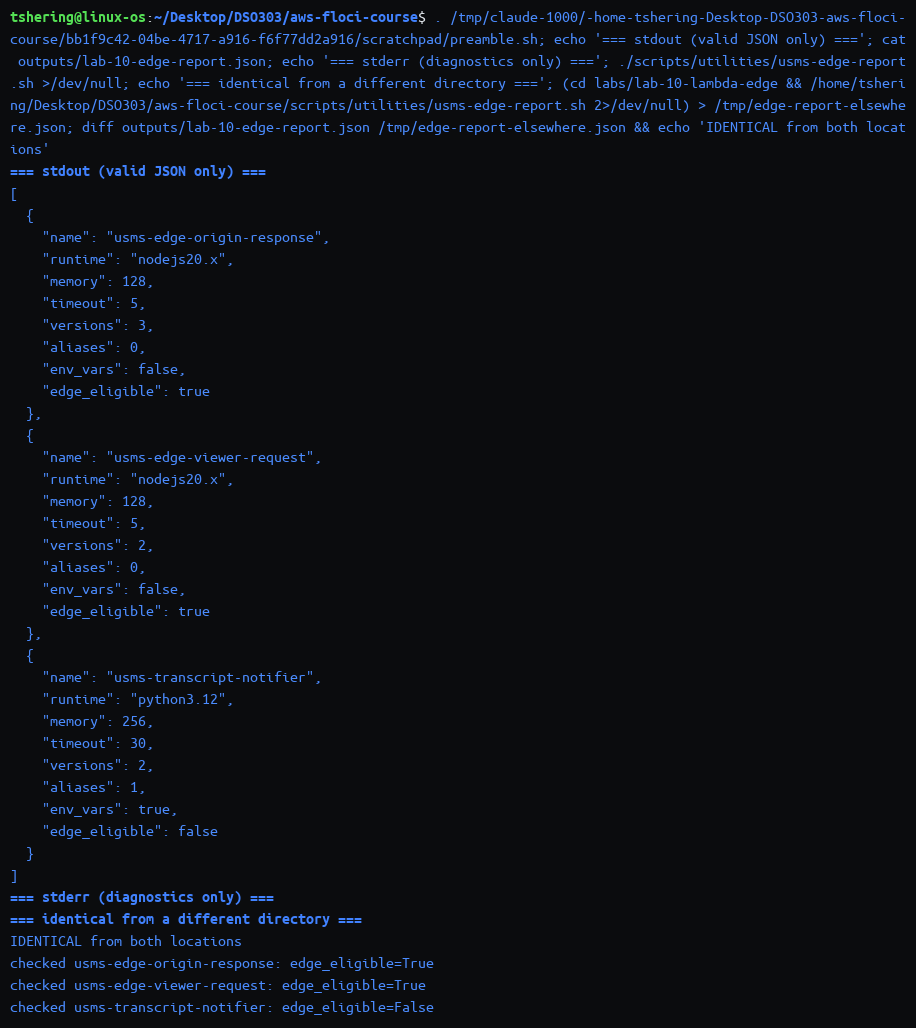 tshering@linux-os:~/Desktop/DSO303/aws-floci-course$ . /tmp/claude-1000/-home-tshering-Desktop-DSO303-aws-floci-
course/bb1f9c42-04be-4717-a916-f6f77dd2a916/scratchpad/preamble.sh; echo '=== stdout (valid JSON only) ==='; cat
 outputs/lab-10-edge-report.json; echo '=== stderr (diagnostics only) ==='; ./scripts/utilities/usms-edge-report
.sh >/dev/null; echo '=== identical from a different directory ==='; (cd labs/lab-10-lambda-edge && /home/tsheri
ng/Desktop/DSO303/aws-floci-course/scripts/utilities/usms-edge-report.sh 2>/dev/null) > /tmp/edge-report-elsewhe
re.json; diff outputs/lab-10-edge-report.json /tmp/edge-report-elsewhere.json && echo 'IDENTICAL from both locat
ions'
=== stdout (valid JSON only) ===
[
  {
    "name": "usms-edge-origin-response",
    "runtime": "nodejs20.x",
    "memory": 128,
    "timeout": 5,
    "versions": 3,
    "aliases": 0,
    "env_vars": false,
    "edge_eligible": true
  },
  {
    "name": "usms-edge-viewer-request",
    "runtime": "nodejs20.x",
    "memory": 128,
    "timeout": 5,
    "versions": 2,
    "aliases": 0,
    "env_vars": false,
    "edge_eligible": true
  },
  {
    "name": "usms-transcript-notifier",
    "runtime": "python3.12",
    "memory": 256,
    "timeout": 30,
    "versions": 2,
    "aliases": 1,
    "env_vars": true,
    "edge_eligible": false
  }
]
=== stderr (diagnostics only) ===
=== identical from a different directory ===
IDENTICAL from both locations
checked usms-edge-origin-response: edge_eligible=True
checked usms-edge-viewer-request: edge_eligible=True
checked usms-transcript-notifier: edge_eligible=False